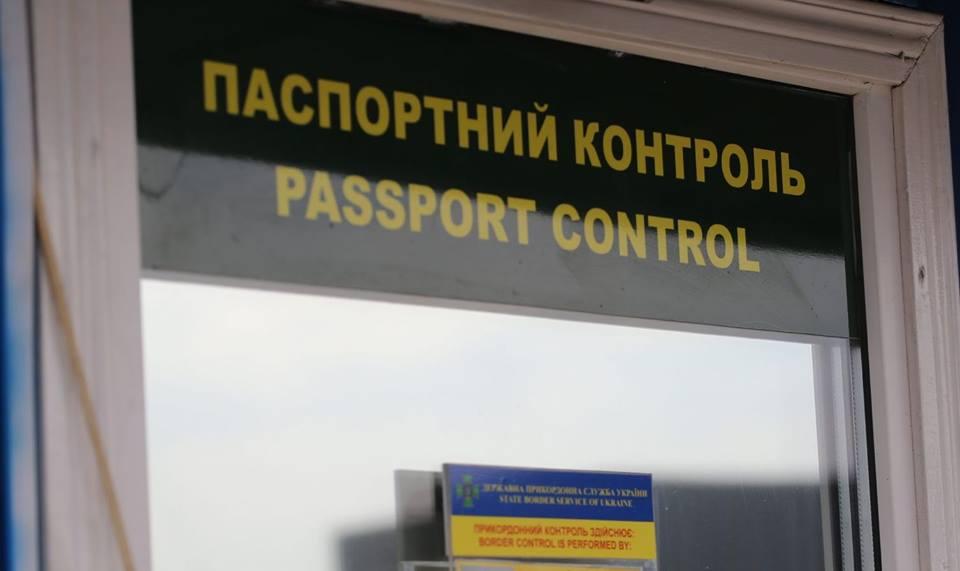 ПАСПОРТНИЙ КОНТРОЛЬ
PASSPORT CONTROL
ДЕРЖАВНА ПРИКОРДОННА СЛУЖБА УКРАЇНИ
STATE BORDER SERVICE OF UKRAINE
ПРИКОРДОННИЙ КОНТРОЛЬ ЗДІЙСНЮЄ:
BORDER CONTROL IS PERFORMED BY: